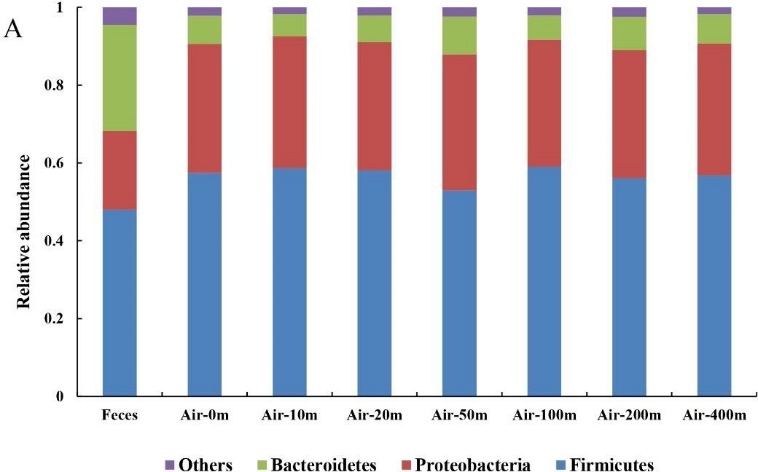 A
Relative abundance
1
0.8
0.6
0.4
0.2
0
Feces Air-0m Air-10m Air-20m Air-50m Air-100m Air-200m Air-400m
Others Bacteroidetes Proteobacteria Firmicutes